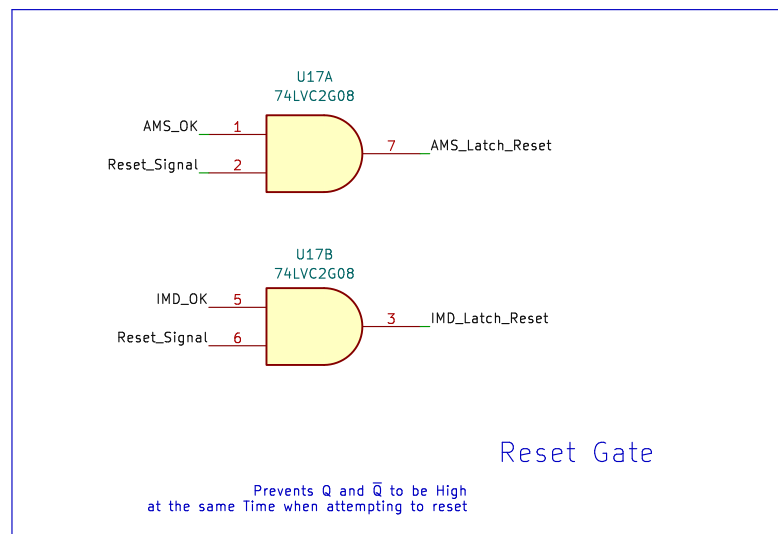 U17A
74LVC2G08
AMS_OK 1
Reset_Signal 2
7 AMS_Latch_Reset
U17B
74LVC2G08
IMD_OK 5
Reset_Signal 6
3 IMD_Latch_Reset
Reset Gate
Prevents Q and Q̅ to be High
at the same Time when attempting to reset